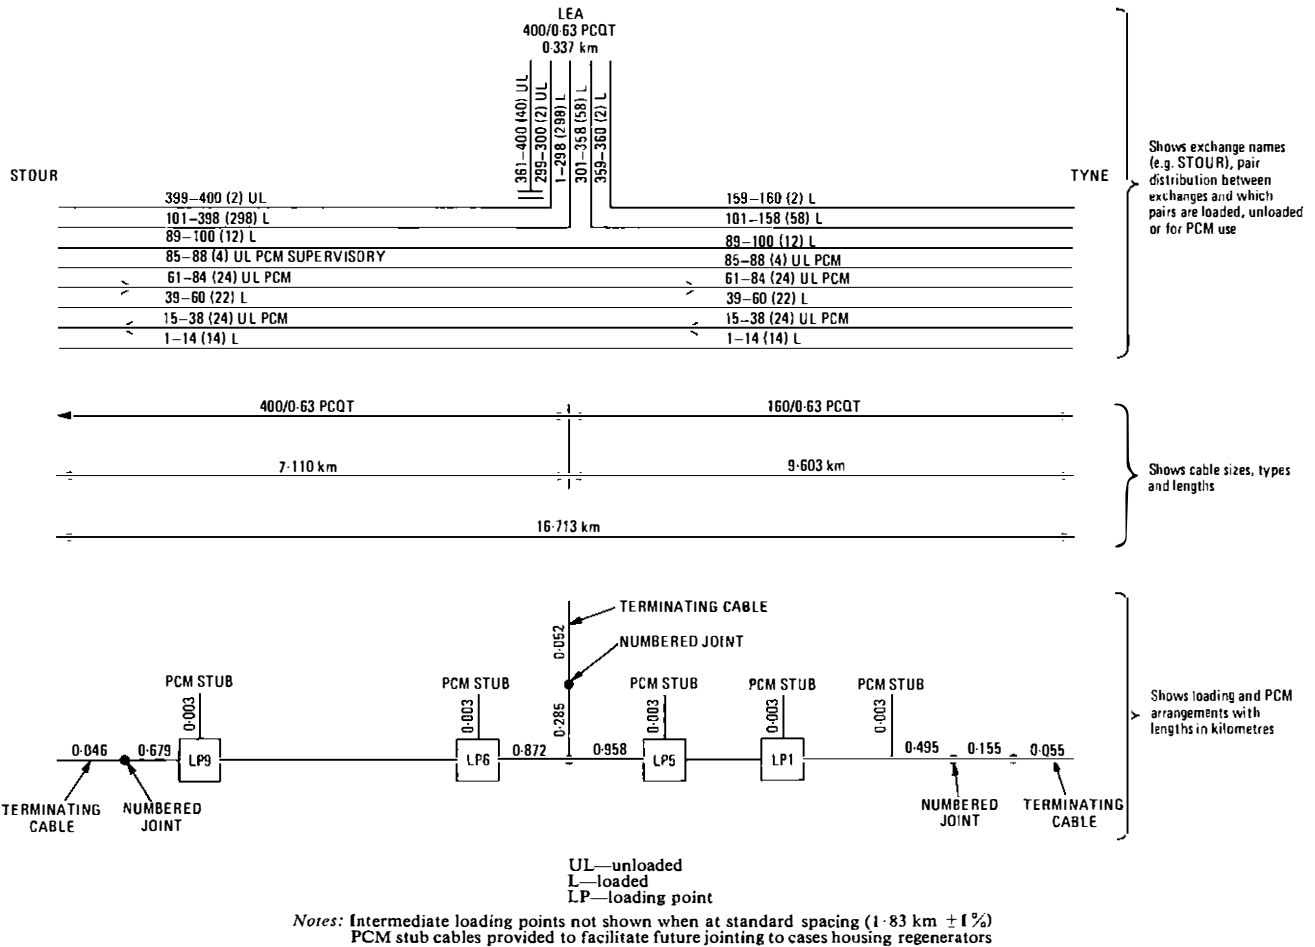 LEA
400/0·63 PCQT
0·337 km
361–400 (40) UL
299–300 (2) UL
1–298 (298) L
301–358 (58) L
359–360 (2) L
STOUR
TYNE
399–400 (2) UL
159–160 (2) L
101–398 (298) L
101–158 (58) L
89–100 (12) L
89–100 (12) L
85–88 (4) UL PCM SUPERVISORY
85–88 (4) UL PCM
61–84 (24) UL PCM
61–84 (24) UL PCM
39–60 (22) L
39–60 (22) L
15–38 (24) UL PCM
15–38 (24) UL PCM
1–14 (14) L
1–14 (14) L
Shows exchange names
(e.g. STOUR), pair
distribution between
exchanges and which
pairs are loaded, unloaded
or for PCM use
400/0·63 PCQT
160/0·63 PCQT
7·110 km
9·603 km
16·713 km
Shows cable sizes, types
and lengths
TERMINATING CABLE
0·052
NUMBERED JOINT
0·285
PCM STUB
PCM STUB
PCM STUB
PCM STUB
PCM STUB
0·003
0·003
0·003
0·003
0·003
0·046
0·679
LP9
LP6
0·872
0·958
LP5
LP1
0·495
0·155
0·055
TERMINATING
CABLE
NUMBERED
JOINT
NUMBERED
JOINT
TERMINATING
CABLE
Shows loading and PCM
arrangements with
lengths in kilometres
UL—unloaded
L—loaded
LP—loading point
Notes: Intermediate loading points not shown when at standard spacing (1·83 km ±1%)
PCM stub cables provided to facilitate future jointing to cases housing regenerators